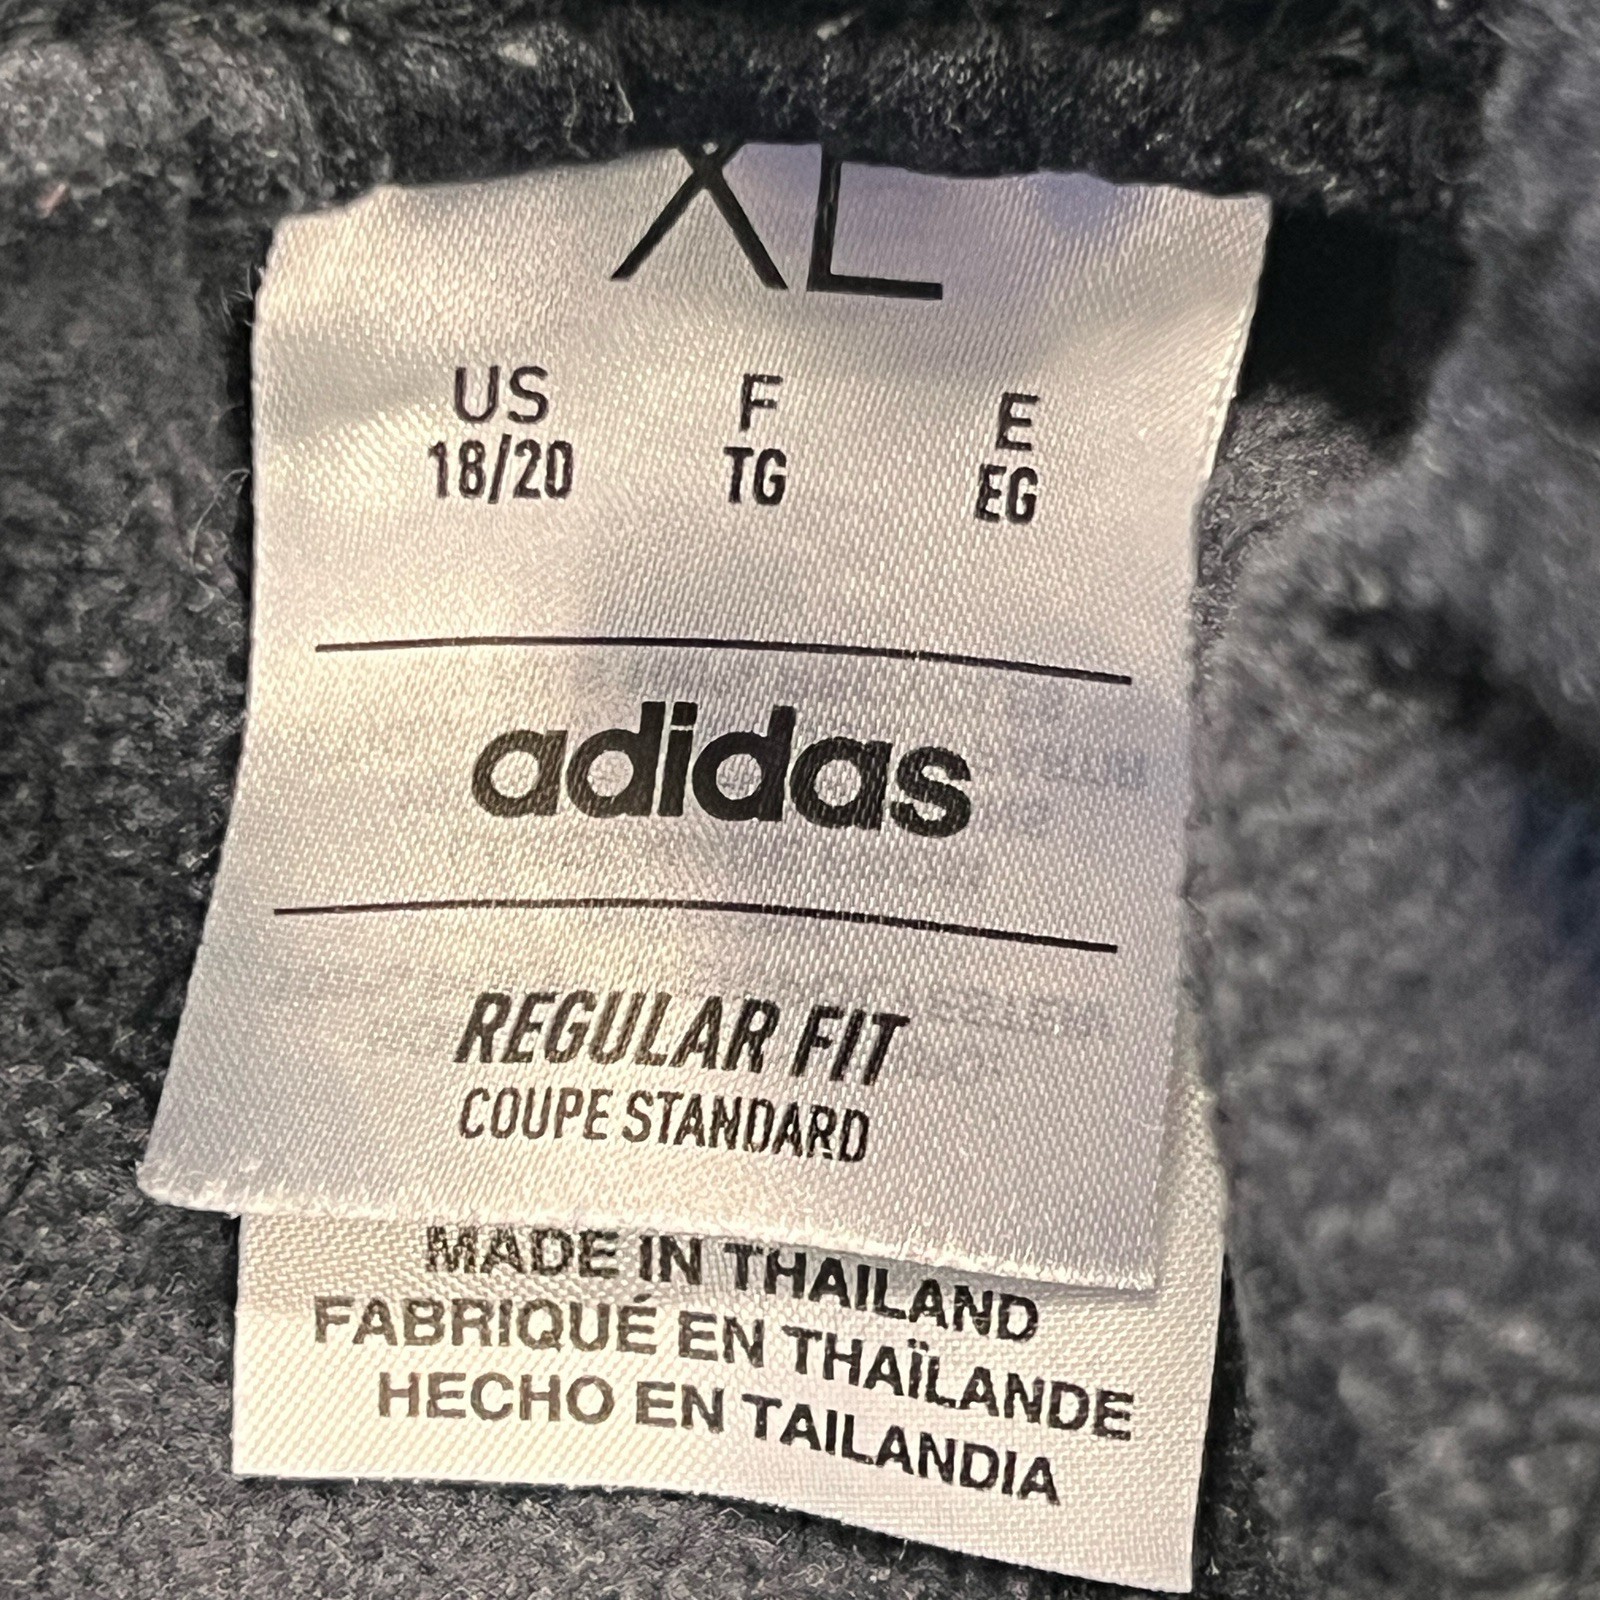 XL
US F E
18/20 TG EG
adidas
REGULAR FIT
COUPE STANDARD
MADE IN THAILAND
FABRIQUÉ EN THAÏLANDE
HECHO EN TAILANDIA